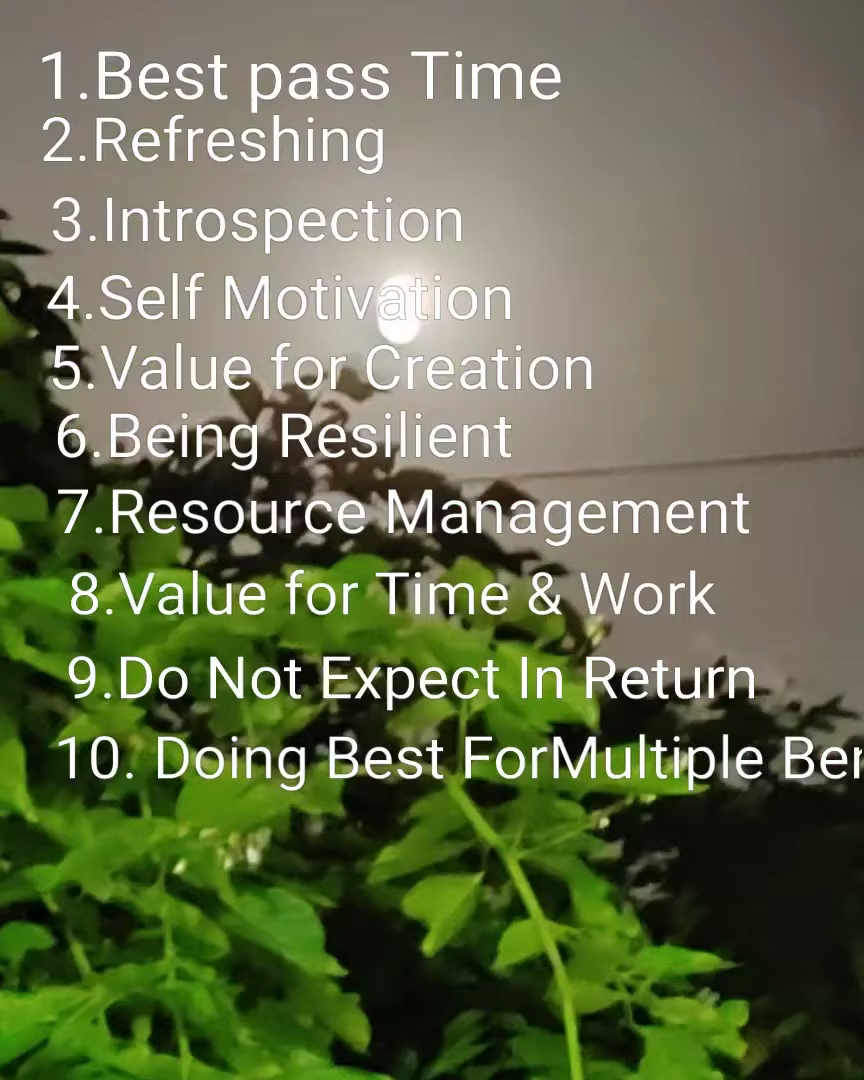 1.Best pass Time
2.Refreshing
3.Introspection
4.Self Motivation
5.Value for Creation
6.Being Resilient
7.Resource Management
8.Value for Time & Work
9.Do Not Expect In Return
10. Doing Best ForMultiple